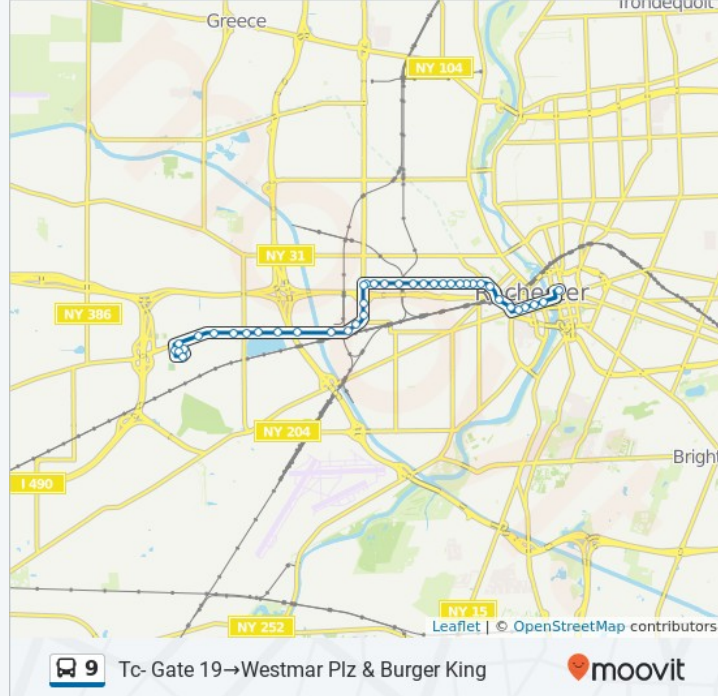 Irondequoit
Greece
NY 104
NY 31
Rochester
NY 386
NY 204
Bright
I 490
NY 15
NY 252
Leaflet | © OpenStreetMap contributors
9 Tc- Gate 19→Westmar Plz & Burger King
moovit